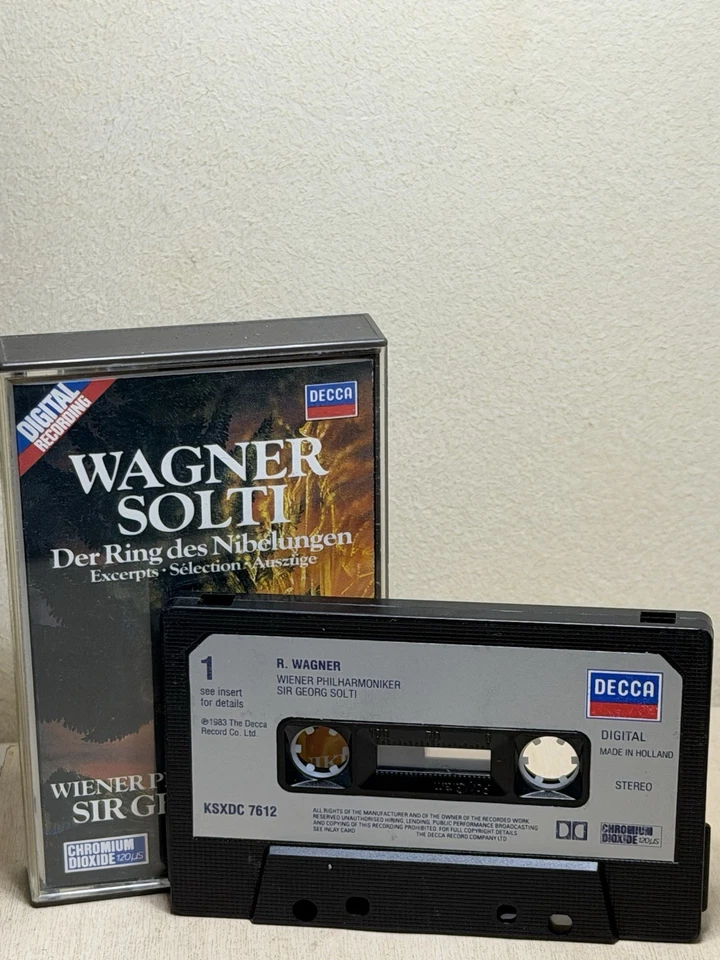 DIGITAL
RECORDING
DECCA
WAGNER
SOLTI
Der Ring des Nibelungen
Excerpts · Sélection · Auszüge
WIENER
SIR
CHROMIUM
DIOXIDE 120µS
1
see insert
for details
℗1983 The Decca
Record Co. Ltd.
R. WAGNER
WIENER PHILHARMONIKER
SIR GEORG SOLTI
DECCA
DIGITAL
MADE IN HOLLAND
STEREO
KSXDC 7612
ALL RIGHTS OF THE MANUFACTURER AND OF THE OWNER OF THE RECORDED WORK
RESERVED UNAUTHORISED HIRING, LENDING, PUBLIC PERFORMANCE BROADCASTING
AND COPYING OF THIS RECORDING PROHIBITED. FOR FULL COPYRIGHT DETAILS
SEE INLAY CARD THE DECCA RECORD COMPANY LTD
CHROMIUM
DIOXIDE 120µS